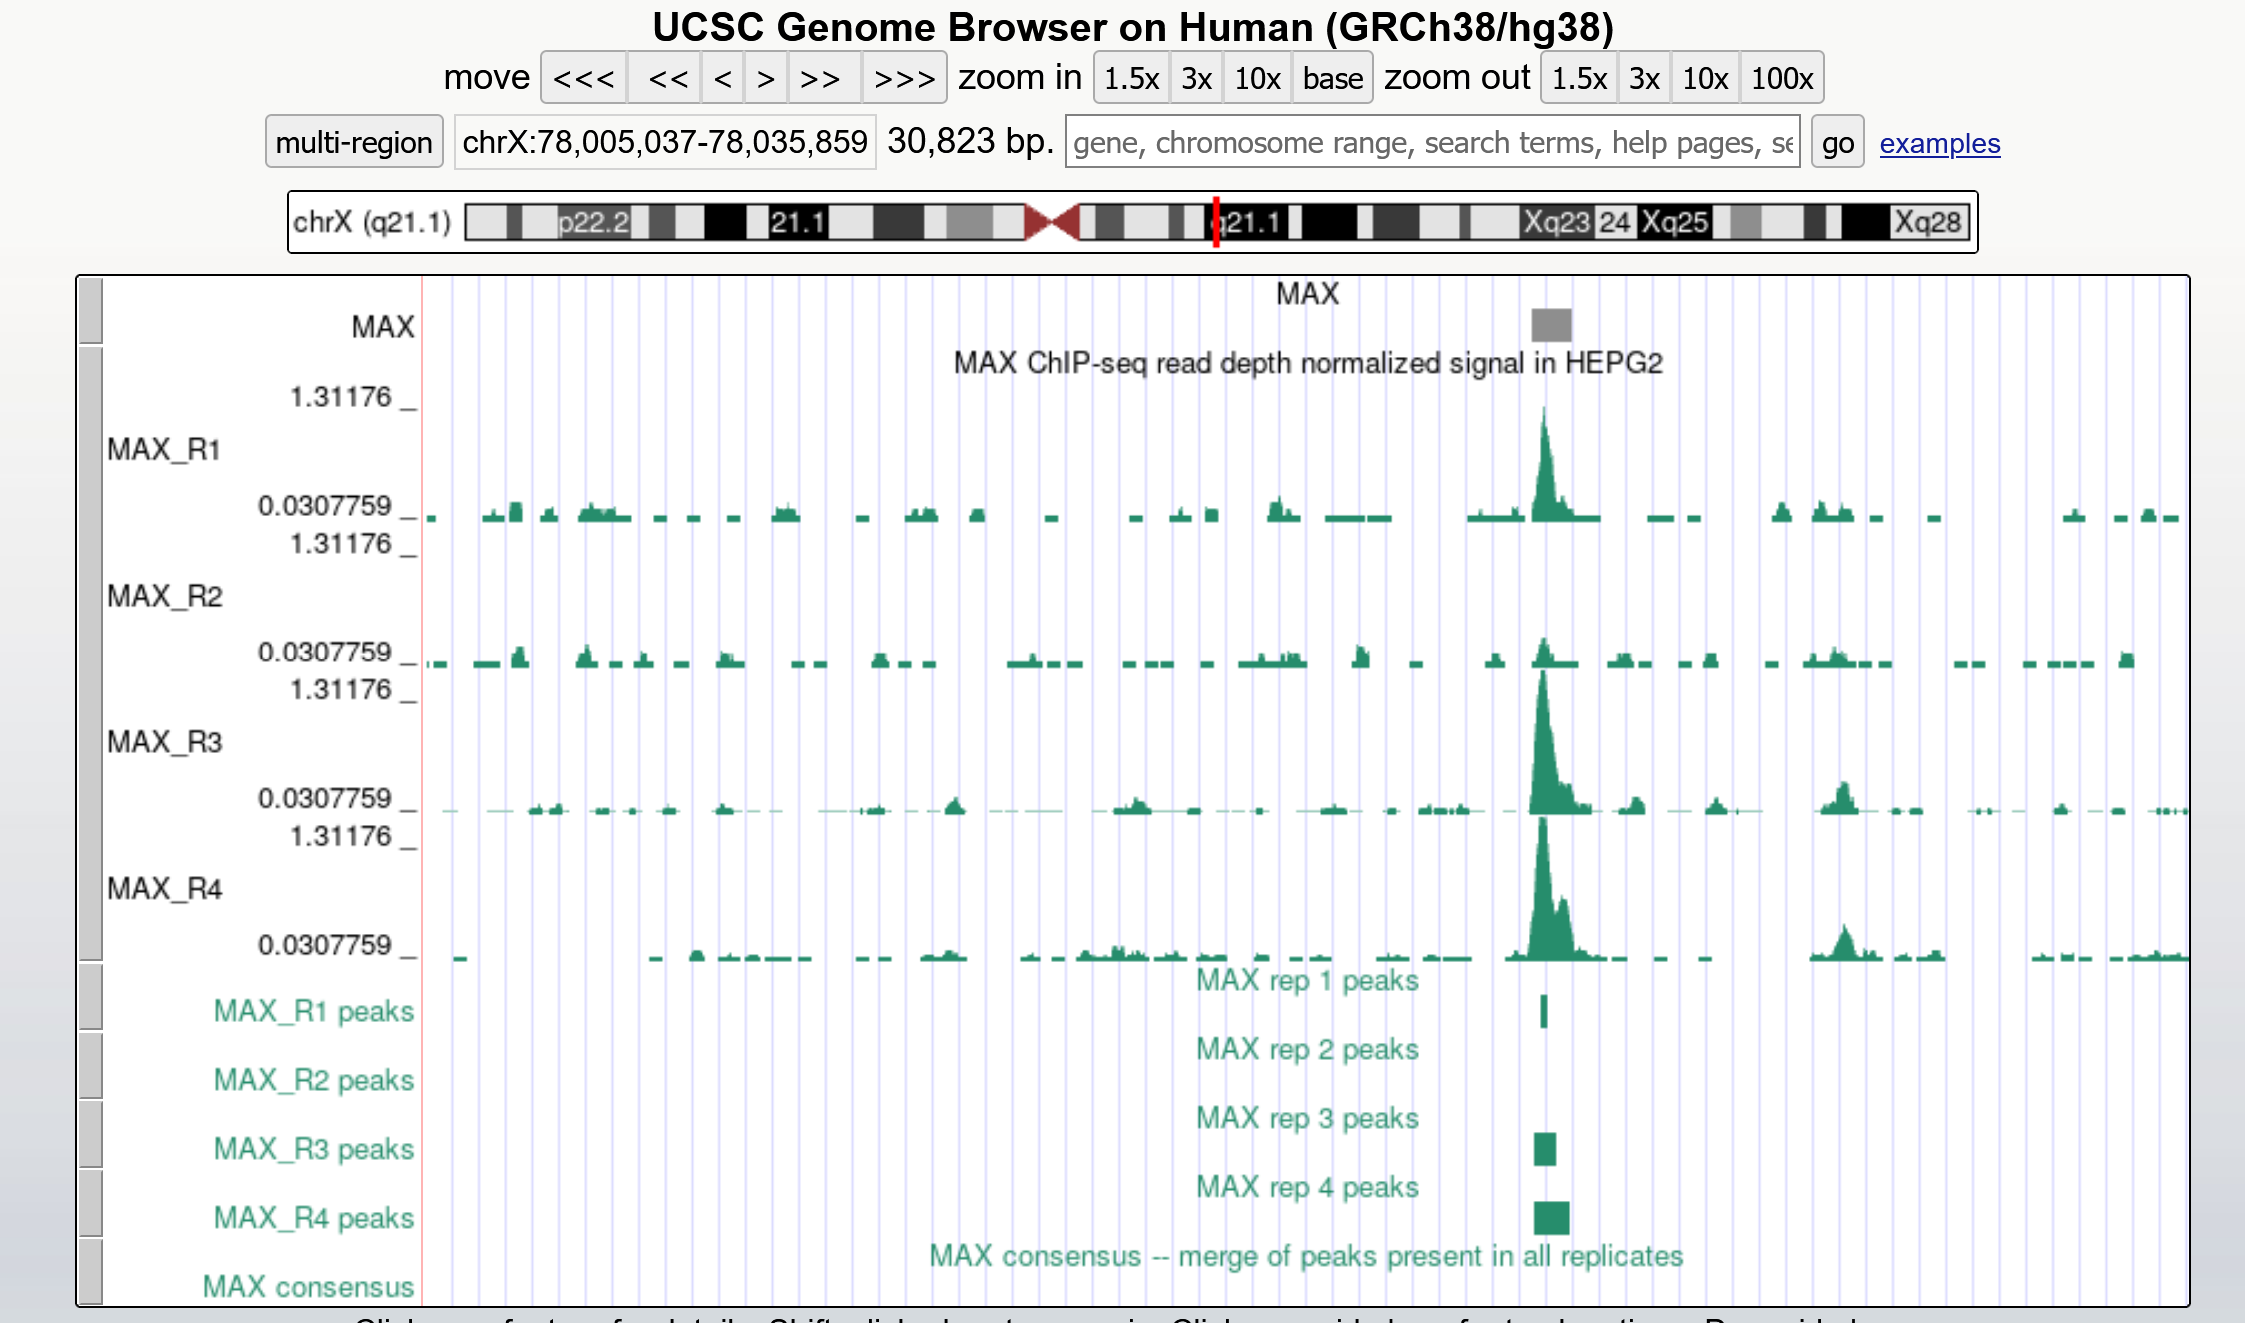 UCSC Genome Browser on Human (GRCh38/hg38)
move <<< << < > >> >>> zoom in 1.5x 3x 10x base zoom out 1.5x 3x 10x 100x
multi-region chrX:78,005,037-78,035,859 30,823 bp. gene, chromosome range, search terms, help pages, se go examples
chrX (q21.1) p22.2 21.1 q21.1 Xq23 24 Xq25 Xq28
MAX
MAX
MAX ChIP-seq read depth normalized signal in HEPG2
1.31176 _
MAX_R1
0.0307759 _
1.31176 _
MAX_R2
0.0307759 _
1.31176 _
MAX_R3
0.0307759 _
1.31176 _
MAX_R4
0.0307759 _
MAX rep 1 peaks
MAX_R1 peaks
MAX rep 2 peaks
MAX_R2 peaks
MAX rep 3 peaks
MAX_R3 peaks
MAX rep 4 peaks
MAX_R4 peaks
MAX consensus -- merge of peaks present in all replicates
MAX consensus